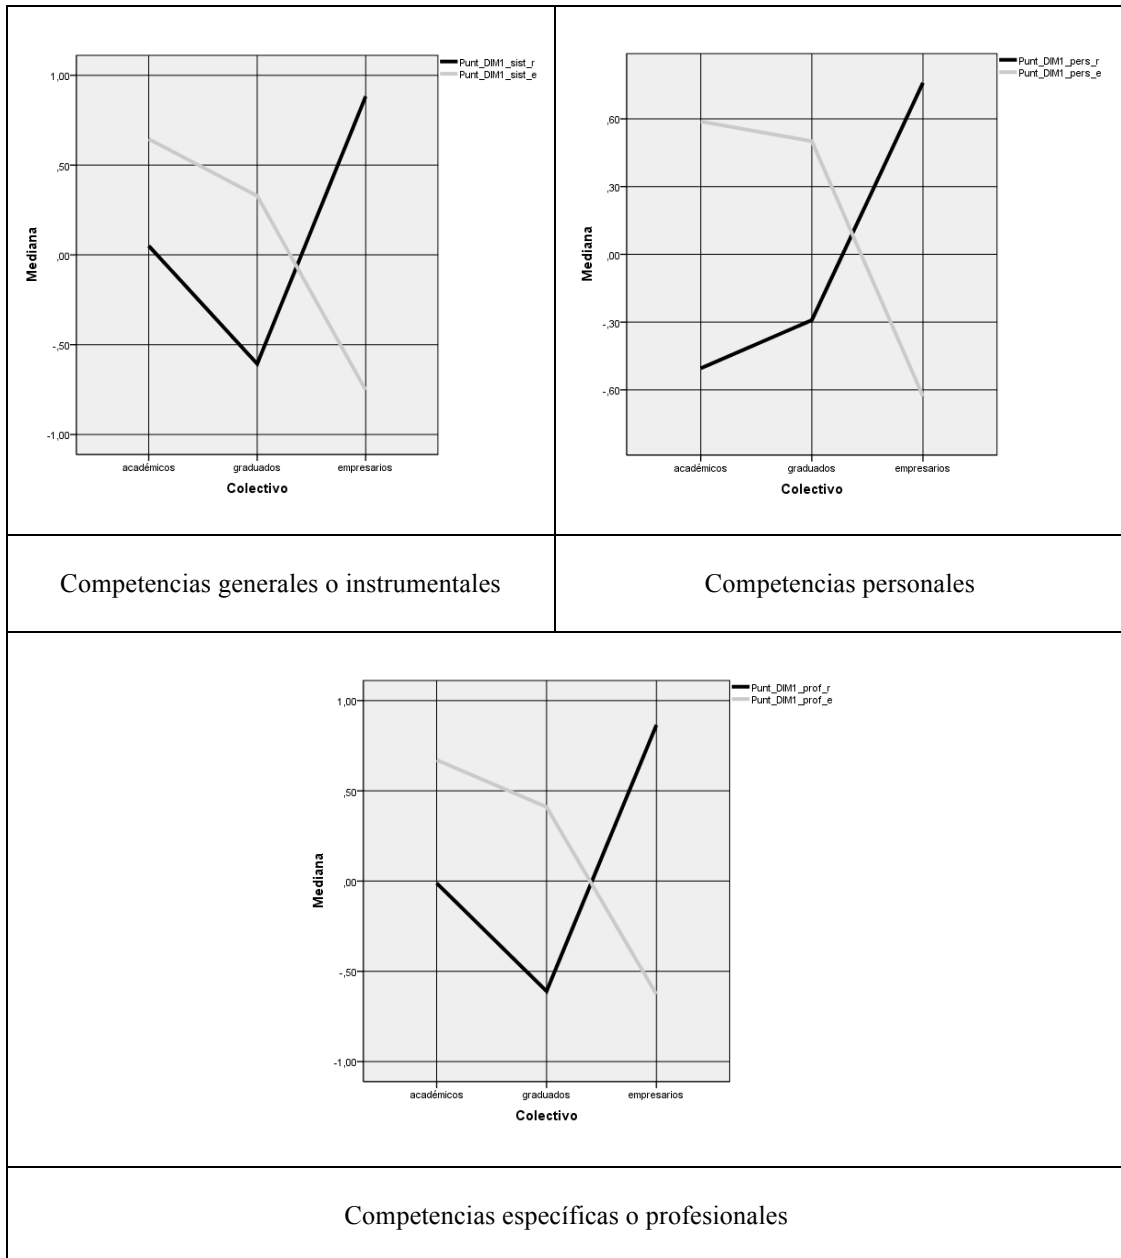 Punt_DIM1_sist_r
Punt_DIM1_sist_e
1,00
,50
,00
-,50
-1,00
Mediana
académicos graduados empresarios
Colectivo
Punt_DIM1_pers_r
Punt_DIM1_pers_e
,60
,30
,00
-,30
-,60
Mediana
académicos graduados empresarios
Colectivo
Competencias generales o instrumentales
Competencias personales
Punt_DIM1_prof_r
Punt_DIM1_prof_e
1,00
,50
,00
-,50
-1,00
Mediana
académicos graduados empresarios
Colectivo
Competencias específicas o profesionales